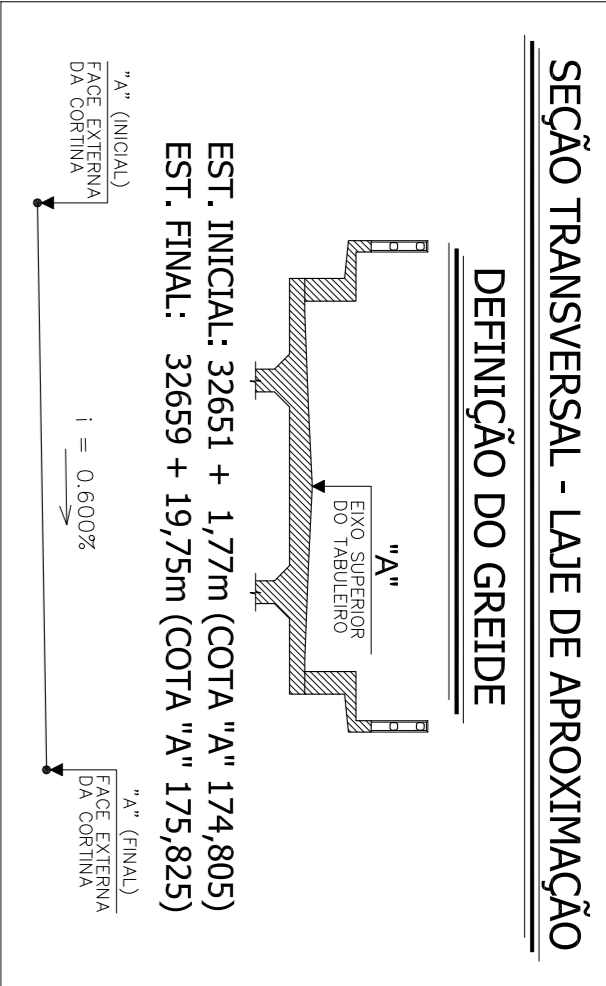 SEÇÃO TRANSVERSAL - LAJE DE APROXIMAÇÃO
DEFINIÇÃO DO GREIDE
"A"
EIXO SUPERIOR
DO TABULEIRO
EST. INICIAL: 32651 + 1,77m (COTA "A" 174,805)
EST. FINAL: 32659 + 19,75m (COTA "A" 175,825)
"A" (INICIAL)
FACE EXTERNA
DA CORTINA
i = 0.600%
"A" (FINAL)
FACE EXTERNA
DA CORTINA